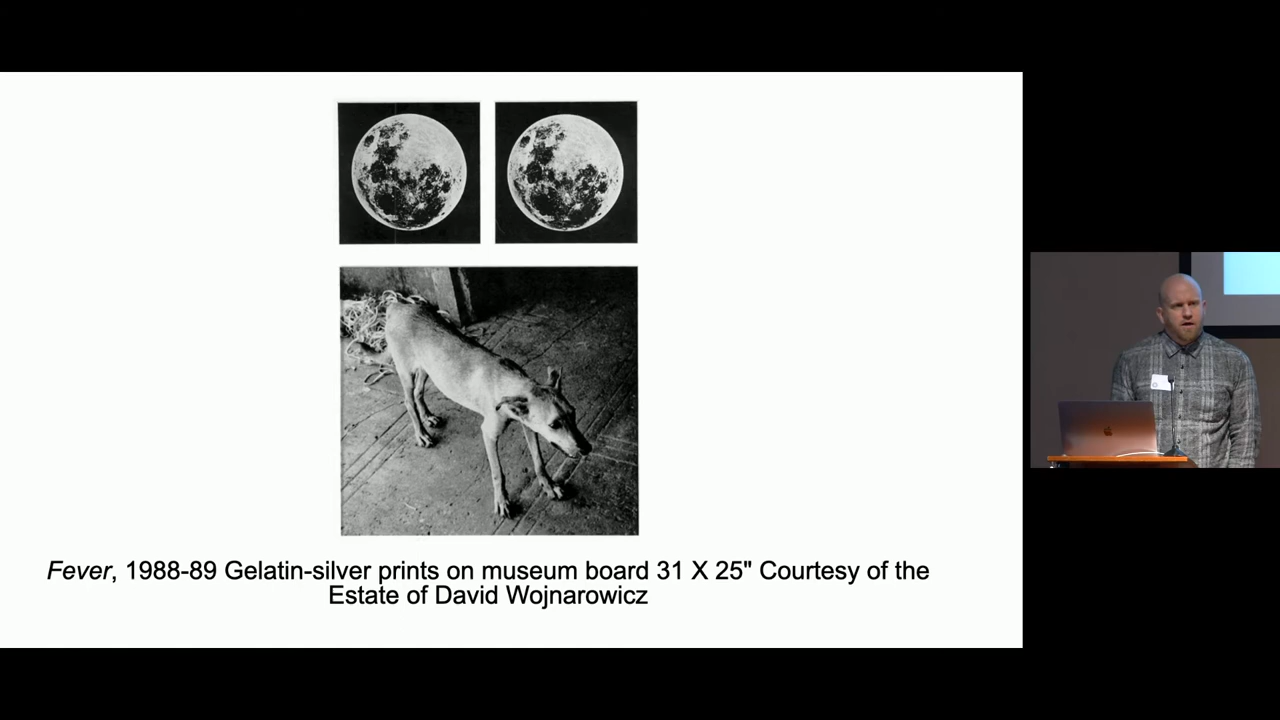 Fever, 1988-89 Gelatin-silver prints on museum board 31 X 25" Courtesy of the
Estate of David Wojnarowicz